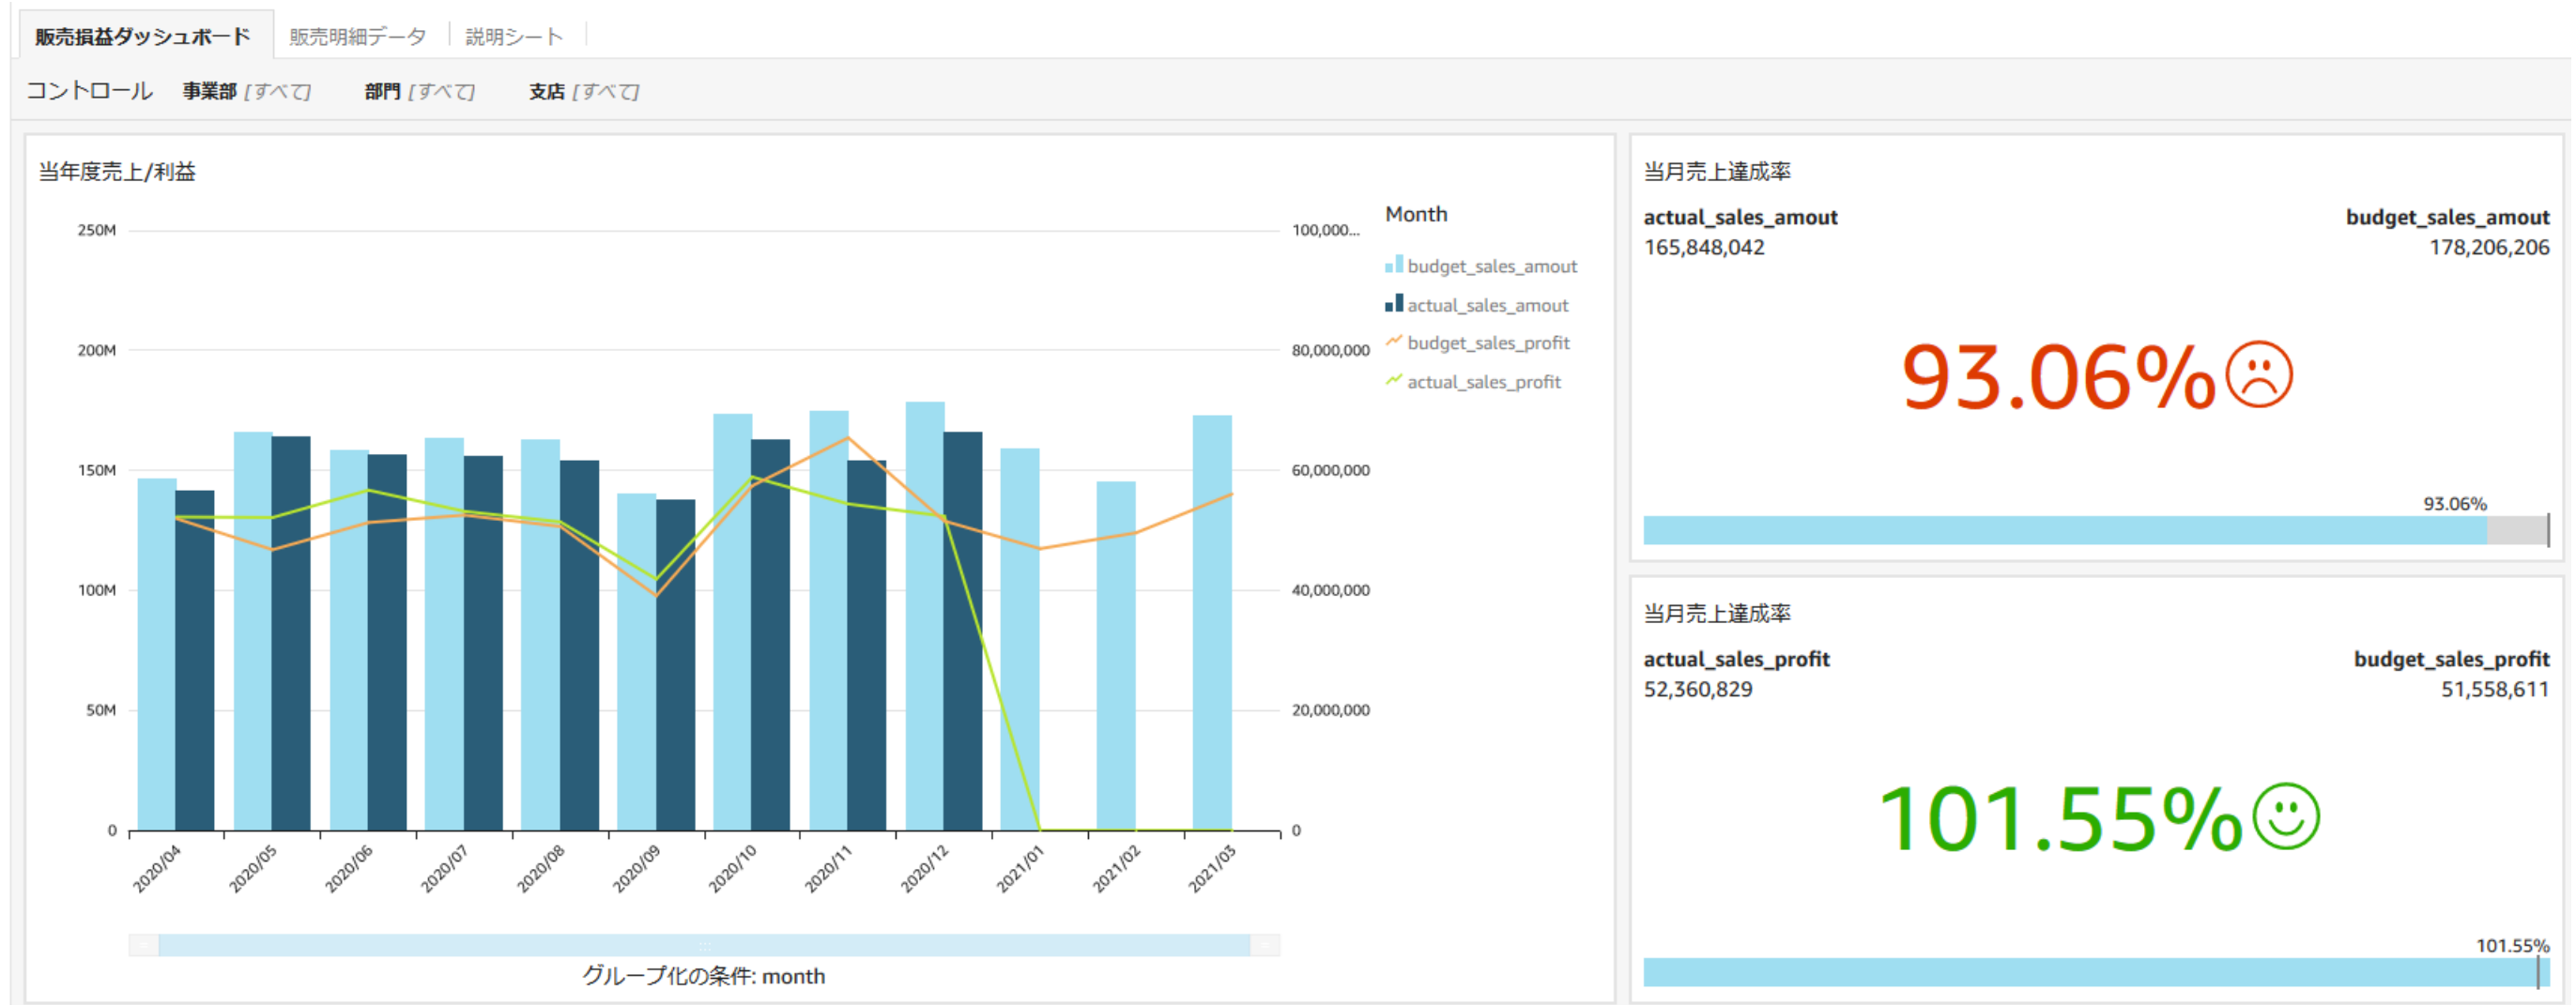 販売損益ダッシュボード 販売明細データ 説明シート
コントロール 事業部 [すべて] 部門 [すべて] 支店 [すべて]
当年度売上/利益
250M
200M
150M
100M
50M
0
100,000...
80,000,000
60,000,000
40,000,000
20,000,000
0
2020/04 2020/05 2020/06 2020/07 2020/08 2020/09 2020/10 2020/11 2020/12 2021/01 2021/02 2021/03
グループ化の条件: month
Month
budget_sales_amout
actual_sales_amout
budget_sales_profit
actual_sales_profit
当月売上達成率
actual_sales_amout budget_sales_amout
165,848,042 178,206,206
93.06%
93.06%
当月売上達成率
actual_sales_profit budget_sales_profit
52,360,829 51,558,611
101.55%
101.55%